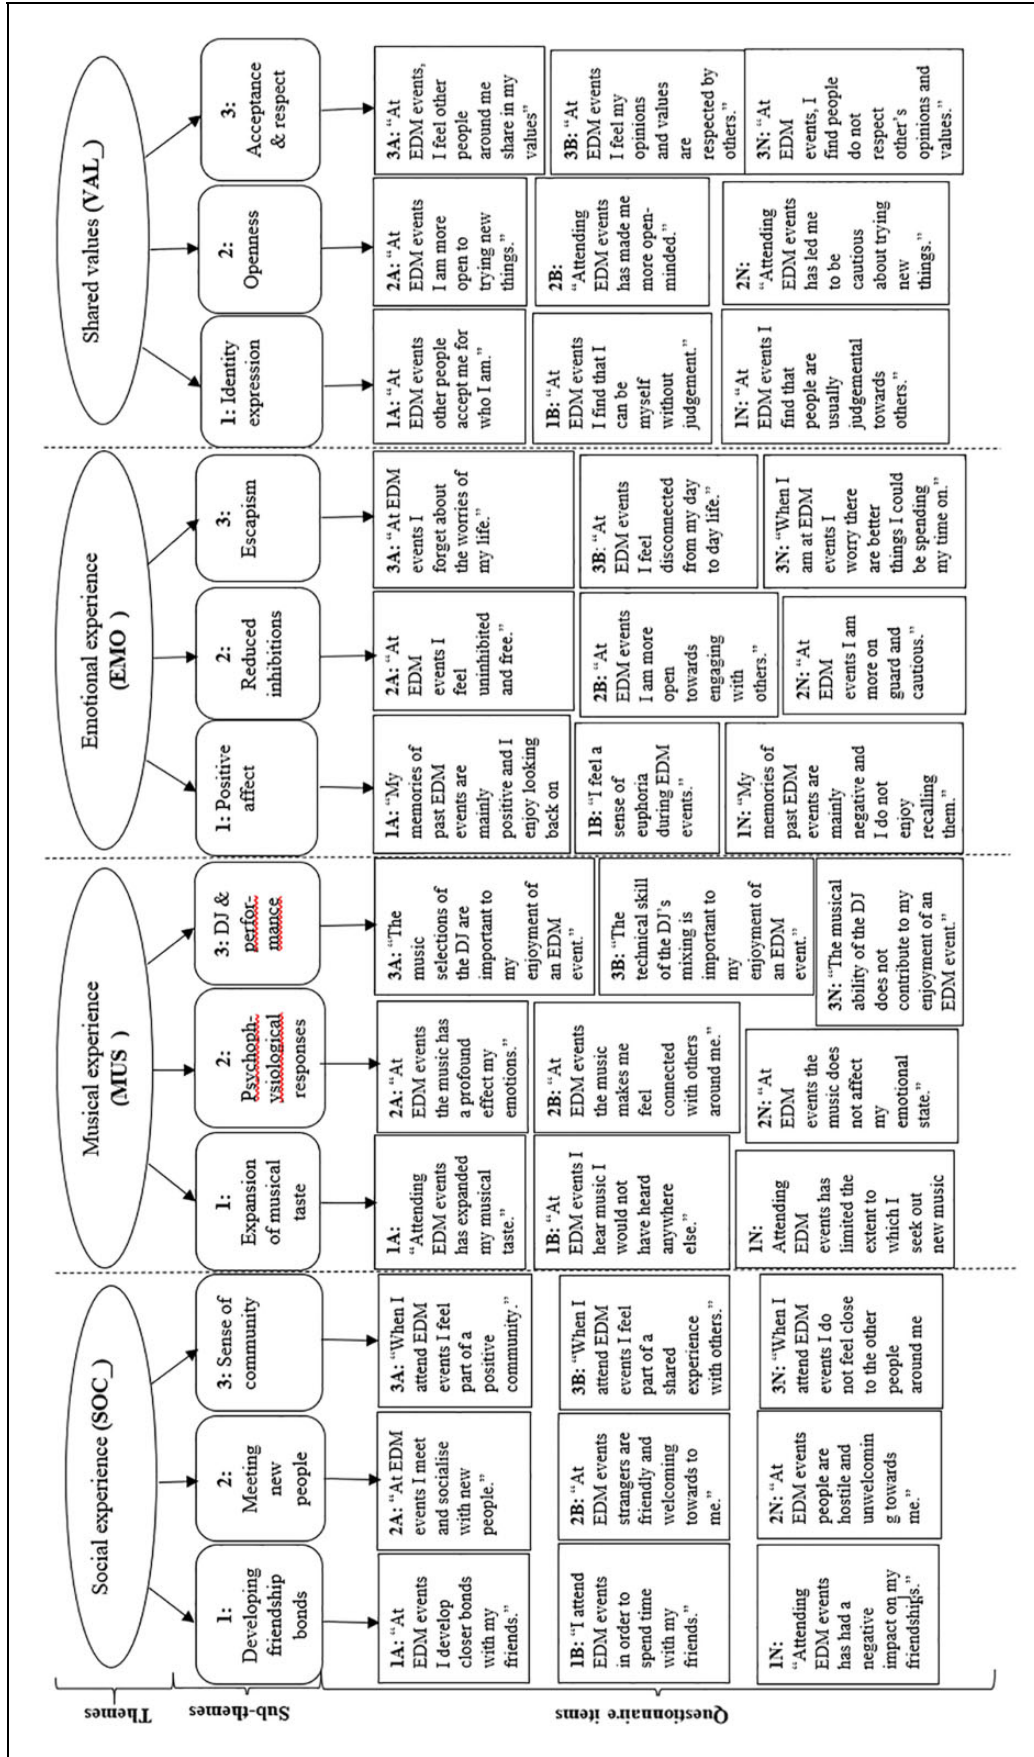 Themes
Sub-themes
Questionnaire items
Social experience (SOC_)
1:
Developing
friendship
bonds
1A: “At
EDM events
I develop
closer bonds
with my
friends.”
1B: “I attend
EDM events
in order to
spend time
with my
friends.”
1N:
“Attending
EDM events
has had a
negative
impact on my
friendships.”
2:
Meeting
new
people
2A: “At EDM
events I meet
and socialise
with new
people.”
2B: “At
EDM events
strangers are
friendly and
welcoming
towards to
me.”
2N: “At
EDM events
people are
hostile and
unwelcomin
g towards
me.”
3: Sense of
community
3A: “When I
attend EDM
events I feel
part of a
positive
community.”
3B: “When I
attend EDM
events I feel
part of a
shared
experience
with others.”
3N: “When I
attend EDM
events I do
not feel close
to the other
people
around me
Musical experience
(MUS )
1:
Expansion
of musical
taste
1A:
“Attending
EDM events
has expanded
my musical
taste.”
1B: “At
EDM events I
hear music I
would not
have heard
anywhere
else.”
1N:
Attending
EDM
events has
limited the
extent to
which I
seek out
new music
2:
Psychoph-
ysiological
responses
2A: “At
EDM events
the music has
a profound
effect my
emotions.”
2B: “At
EDM events
the music
makes me
feel
connected
with others
around me.”
2N: “At
EDM
events the
music does
not affect
my
emotional
state.”
3: DJ &
perfor-
mance
3A: “The
music
selections of
the DJ are
important to
my
enjoyment of
an EDM
event.”
3B: “The
technical skill
of the DJ’s
mixing is
important to
my
enjoyment of
an EDM
event.”
3N: “The musical
ability of the DJ
does not
contribute to my
enjoyment of an
EDM event.”
Emotional experience
(EMO )
1: Positive
affect
1A: “My
memories of
past EDM
events are
mainly
positive and I
enjoy looking
back on
1B: “I feel a
sense of
euphoria
during EDM
events.”
1N: “My
memories of
past EDM
events are
mainly
negative and
I do not
enjoy
recalling
them.”
2:
Reduced
inhibitions
2A: “At
EDM
events I
feel
uninhibited
and free.”
2B: “At
EDM events
I am more
open
towards
engaging
with
others.”
2N: “At
EDM
events I am
more on
guard and
cautious.”
3:
Escapism
3A: “At EDM
events I
forget about
the worries of
my life.”
3B: “At
EDM events
I feel
disconnected
from my day
to day life.”
3N: “When I
am at EDM
events I
worry there
are better
things I could
be spending
my time on.”
Shared values (VAL_)
1: Identity
expression
1A: “At
EDM events
other people
accept me for
who I am.”
1B: “At
EDM events
I find that I
can be
myself
without
judgement.”
1N: “At
EDM events I
find that
people are
usually
judgemental
towards
others.”
2:
Openness
2A: “At
EDM events
I am more
open to
trying new
things.”
2B:
“Attending
EDM events
has made me
more open-
minded.”
2N:
“Attending
EDM events
has led me
to be
cautious
about trying
new
things.”
3:
Acceptance
& respect
3A: “At
EDM events,
I feel other
people
around me
share in my
values”
3B: “At
EDM events
I feel my
opinions
and values
are
respected by
others.”
3N: “At
EDM
events, I
find people
do not
respect
other’s
opinions and
values.”